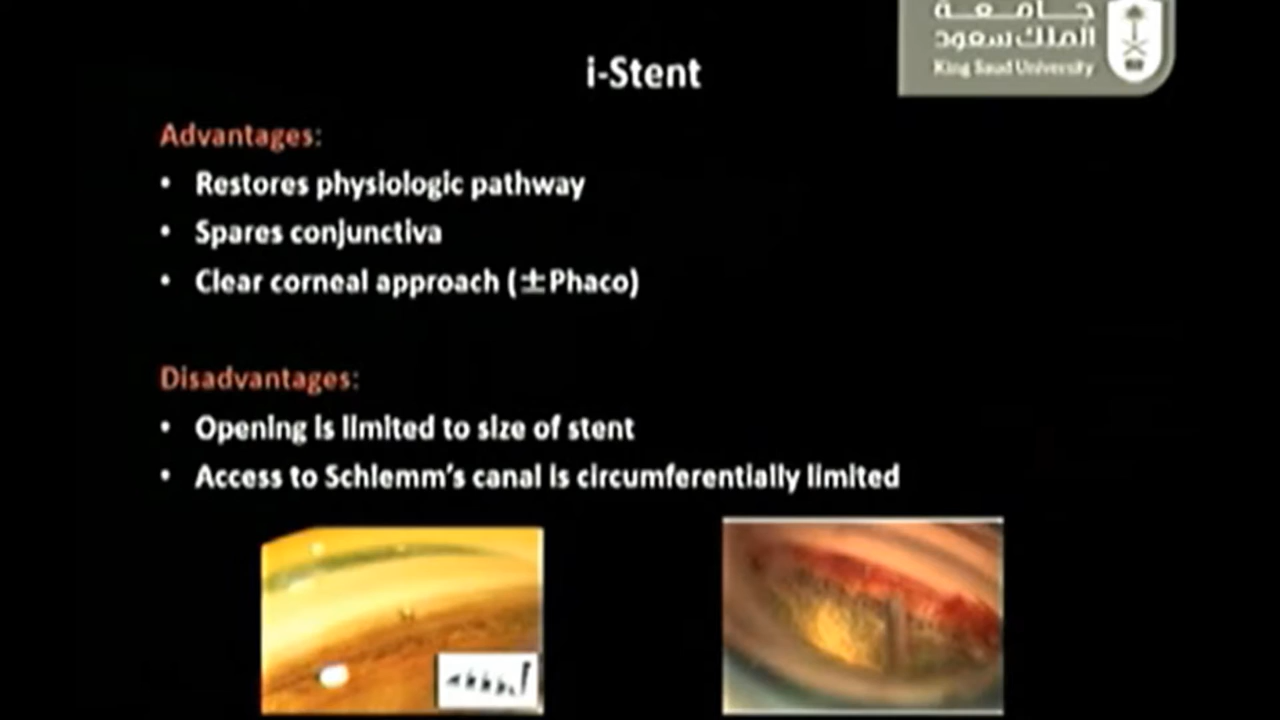 جامعة
الملك سعود
King Saud University
i-Stent
Advantages:
• Restores physiologic pathway
• Spares conjunctiva
• Clear corneal approach (±Phaco)
Disadvantages:
• Opening is limited to size of stent
• Access to Schlemm's canal is circumferentially limited